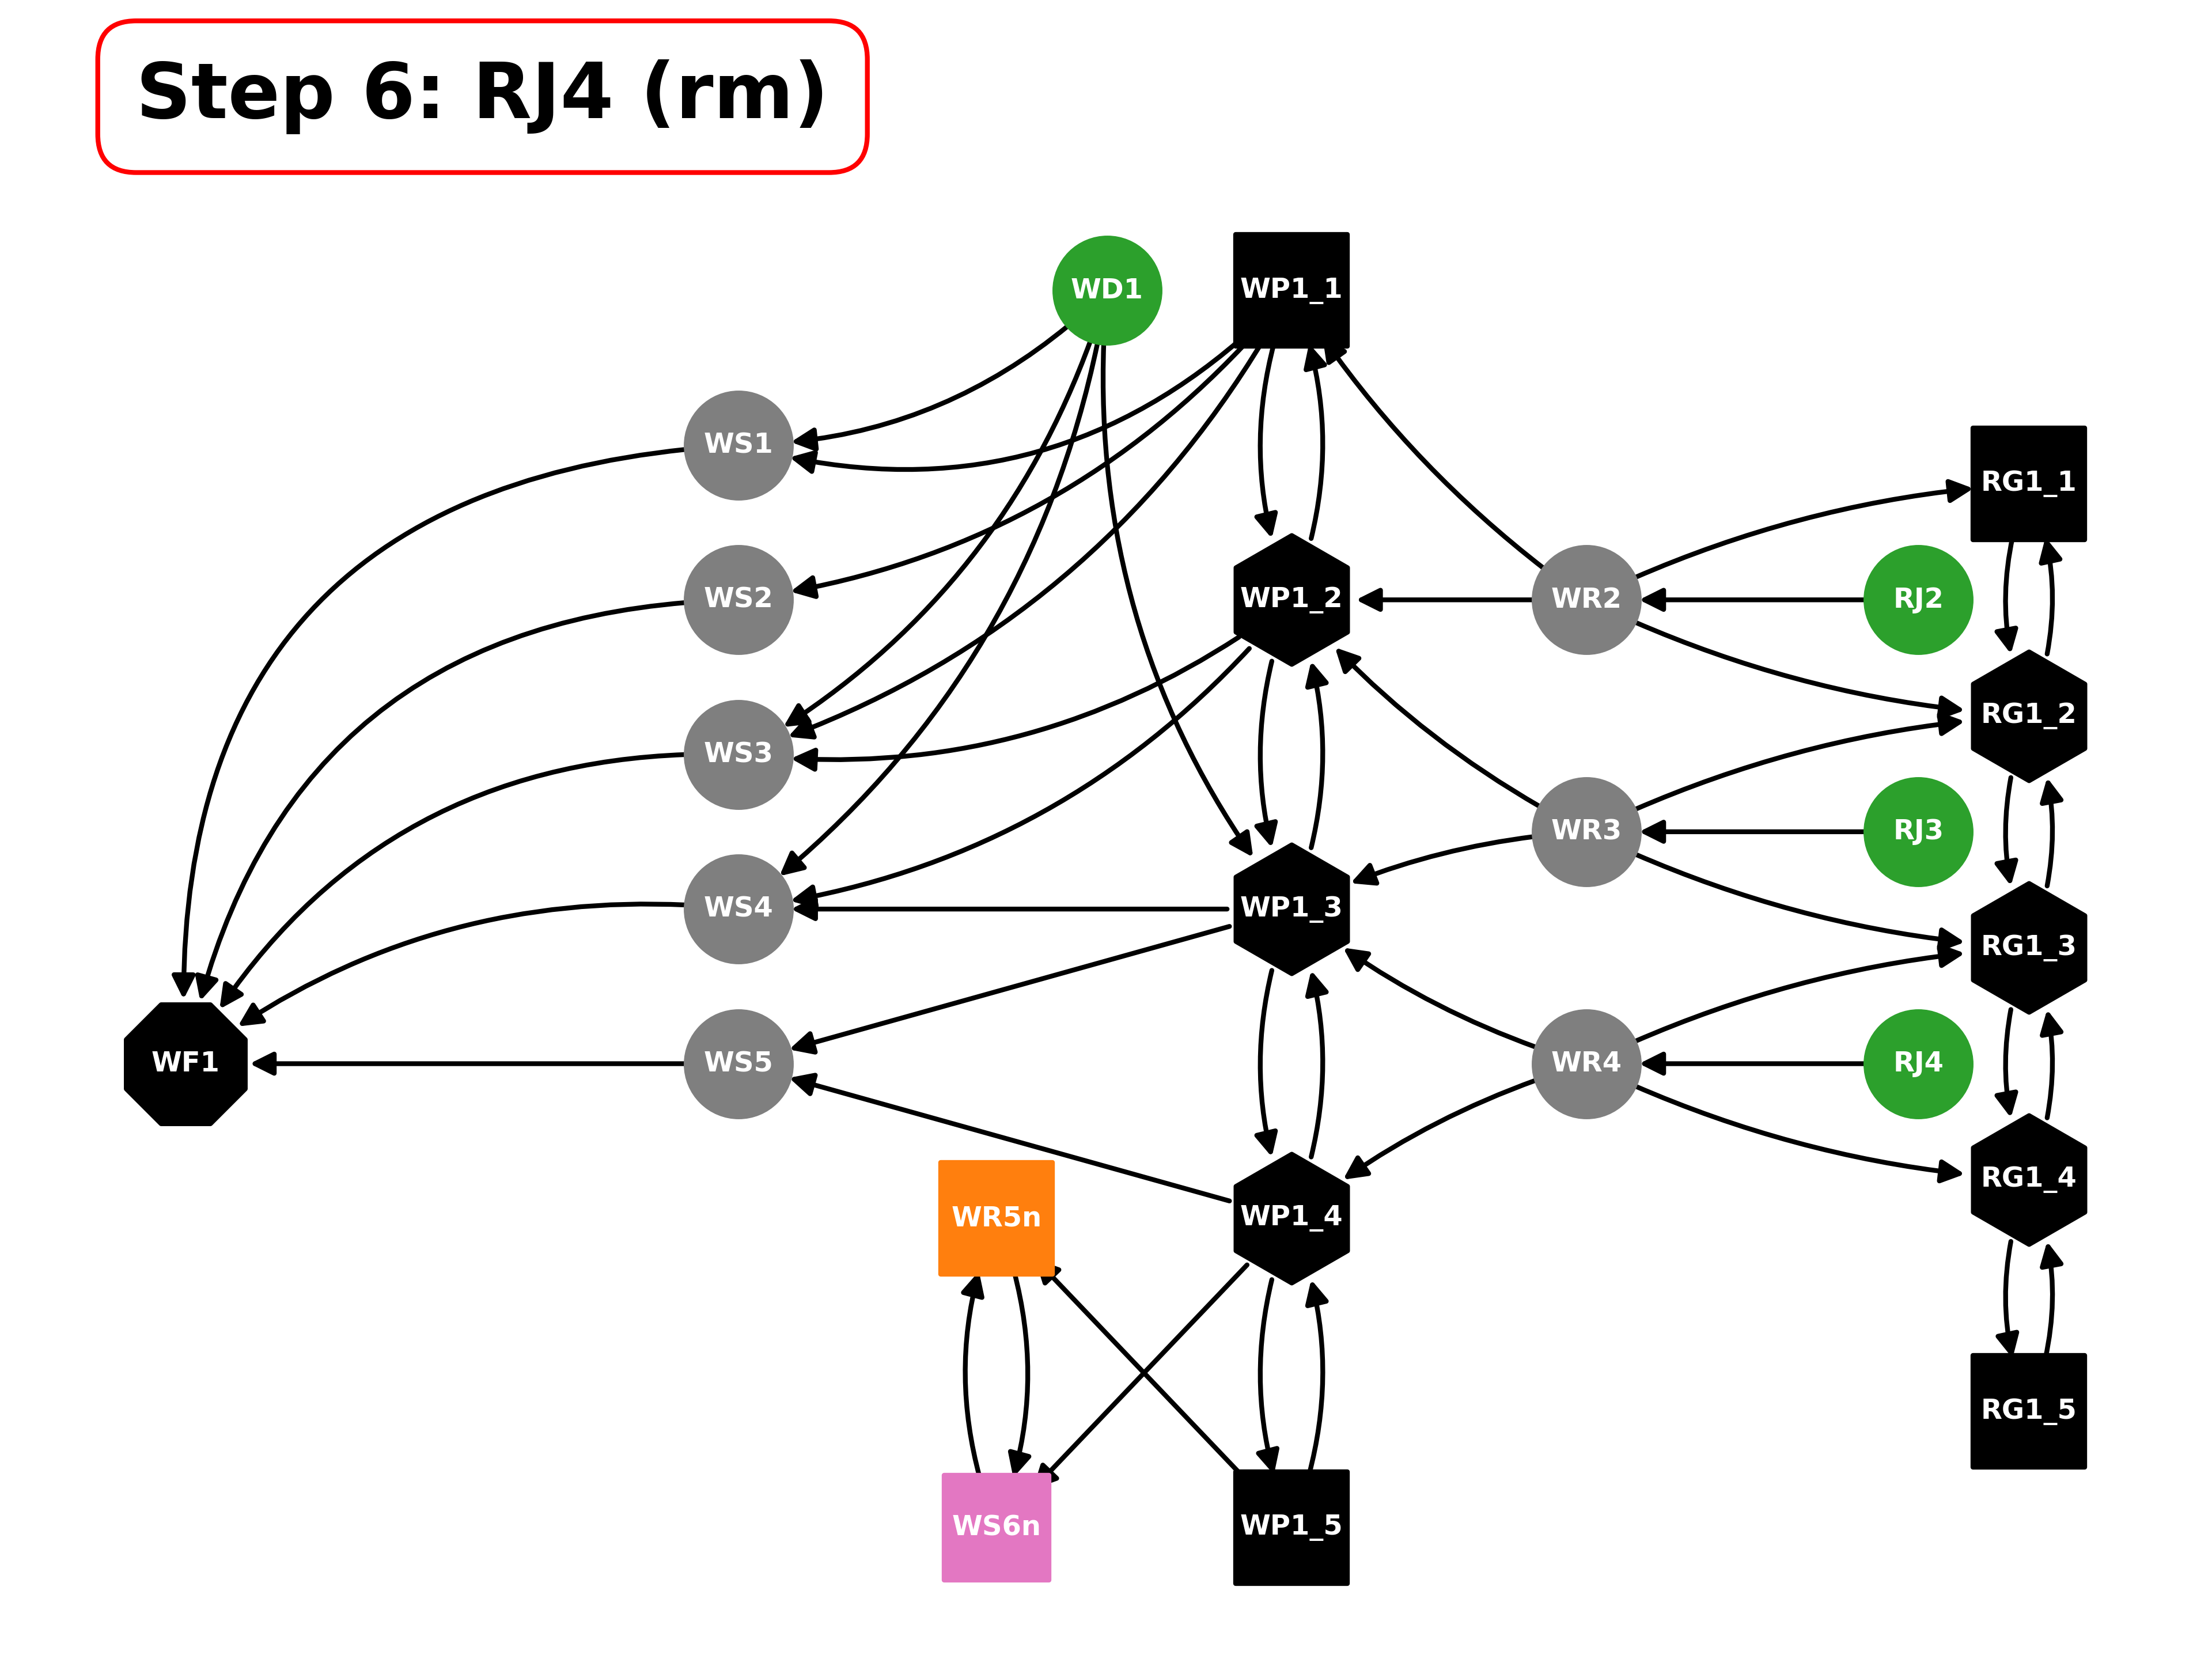 Step 6: RJ4 (rm)
WD1
WP1_1
WS1
RG1_1
WS2
WP1_2
WR2
RJ2
RG1_2
WS3
WR3
RJ3
WS4
WP1_3
RG1_3
WF1
WS5
WR4
RJ4
RG1_4
WR5n
WP1_4
RG1_5
WS6n
WP1_5